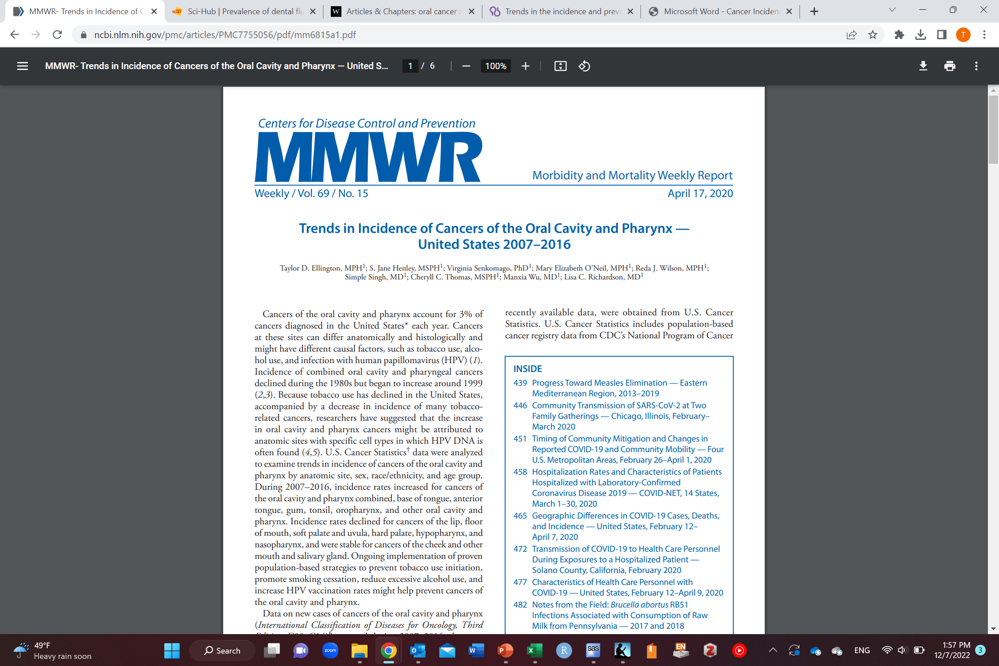 MMWR- Trends in Incidence of C
Sci-Hub | Prevalence of dental flu
W
Articles & Chapters: oral cancer :
Trends in the incidence and preva
Microsoft Word - Cancer Inciden
ncbi.nlm.nih.gov/pmc/articles/PMC7755056/pdf/mm6815a1.pdf
T
MMWR- Trends in Incidence of Cancers of the Oral Cavity and Pharynx — United S...
1 / 6
100%
Centers for Disease Control and Prevention
MMWR
Morbidity and Mortality Weekly Report
Weekly / Vol. 69 / No. 15
April 17, 2020
Trends in Incidence of Cancers of the Oral Cavity and Pharynx —
United States 2007–2016
Taylor D. Ellington, MPH1; S. Jane Henley, MSPH1; Virginia Senkomago, PhD1; Mary Elizabeth O’Neil, MPH1; Reda J. Wilson, MPH1;
Simple Singh, MD1; Cheryll C. Thomas, MSPH1; Manxia Wu, MD1; Lisa C. Richardson, MD1
Cancers of the oral cavity and pharynx account for 3% of
cancers diagnosed in the United States* each year. Cancers
at these sites can differ anatomically and histologically and
might have different causal factors, such as tobacco use, alco-
hol use, and infection with human papillomavirus (HPV) (1).
Incidence of combined oral cavity and pharyngeal cancers
declined during the 1980s but began to increase around 1999
(2,3). Because tobacco use has declined in the United States,
accompanied by a decrease in incidence of many tobacco-
related cancers, researchers have suggested that the increase
in oral cavity and pharynx cancers might be attributed to
anatomic sites with specific cell types in which HPV DNA is
often found (4,5). U.S. Cancer Statistics† data were analyzed
to examine trends in incidence of cancers of the oral cavity and
pharynx by anatomic site, sex, race/ethnicity, and age group.
During 2007–2016, incidence rates increased for cancers of
the oral cavity and pharynx combined, base of tongue, anterior
tongue, gum, tonsil, oropharynx, and other oral cavity and
pharynx. Incidence rates declined for cancers of the lip, floor
of mouth, soft palate and uvula, hard palate, hypopharynx, and
nasopharynx, and were stable for cancers of the cheek and other
mouth and salivary gland. Ongoing implementation of proven
population-based strategies to prevent tobacco use initiation,
promote smoking cessation, reduce excessive alcohol use, and
increase HPV vaccination rates might help prevent cancers of
the oral cavity and pharynx.
Data on new cases of cancers of the oral cavity and pharynx
(International Classification of Diseases for Oncology, Third
recently available data, were obtained from U.S. Cancer
Statistics. U.S. Cancer Statistics includes population-based
cancer registry data from CDC’s National Program of Cancer
INSIDE
439 Progress Toward Measles Elimination — Eastern
Mediterranean Region, 2013–2019
446 Community Transmission of SARS-CoV-2 at Two
Family Gatherings — Chicago, Illinois, February–
March 2020
451 Timing of Community Mitigation and Changes in
Reported COVID-19 and Community Mobility — Four
U.S. Metropolitan Areas, February 26–April 1, 2020
458 Hospitalization Rates and Characteristics of Patients
Hospitalized with Laboratory-Confirmed
Coronavirus Disease 2019 — COVID-NET, 14 States,
March 1–30, 2020
465 Geographic Differences in COVID-19 Cases, Deaths,
and Incidence — United States, February 12–
April 7, 2020
472 Transmission of COVID-19 to Health Care Personnel
During Exposures to a Hospitalized Patient —
Solano County, California, February 2020
477 Characteristics of Health Care Personnel with
COVID-19 — United States, February 12–April 9, 2020
482 Notes from the Field: Brucella abortus RB51
Infections Associated with Consumption of Raw
Milk from Pennsylvania — 2017 and 2018
49°F
Heavy rain soon
Search
zoom
O
W
P
X
R
sas
EN
Z
ENG
1:57 PM
12/7/2022
3